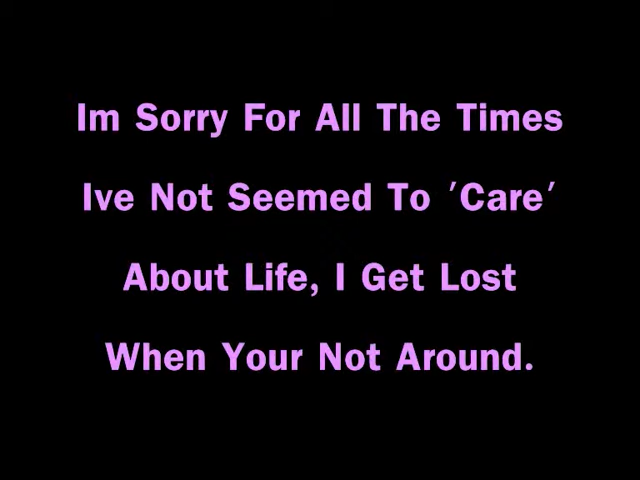 Im Sorry For All The Times
Ive Not Seemed To 'Care'
About Life, I Get Lost
When Your Not Around.